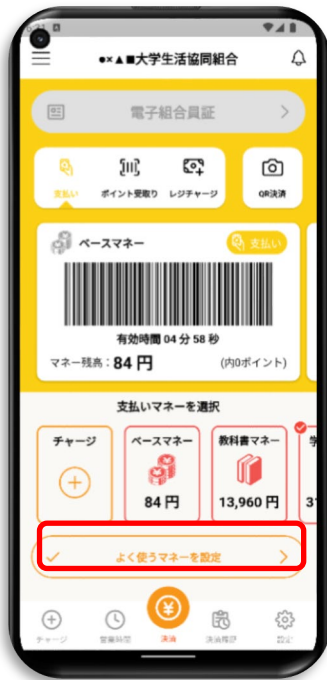 ●×▲■大学生活協同組合
電子組合員証
支払い
ポイント受取り
レジチャージ
QR決済
ベースマネー
支払い
有効時間 04 分 58 秒
マネー残高：84 円
(内0ポイント)
支払いマネーを選択
チャージ
ベースマネー
84 円
教科書マネー
13,960 円
よく使うマネーを設定
チャージ
営業時間
決済
決済履歴
設定